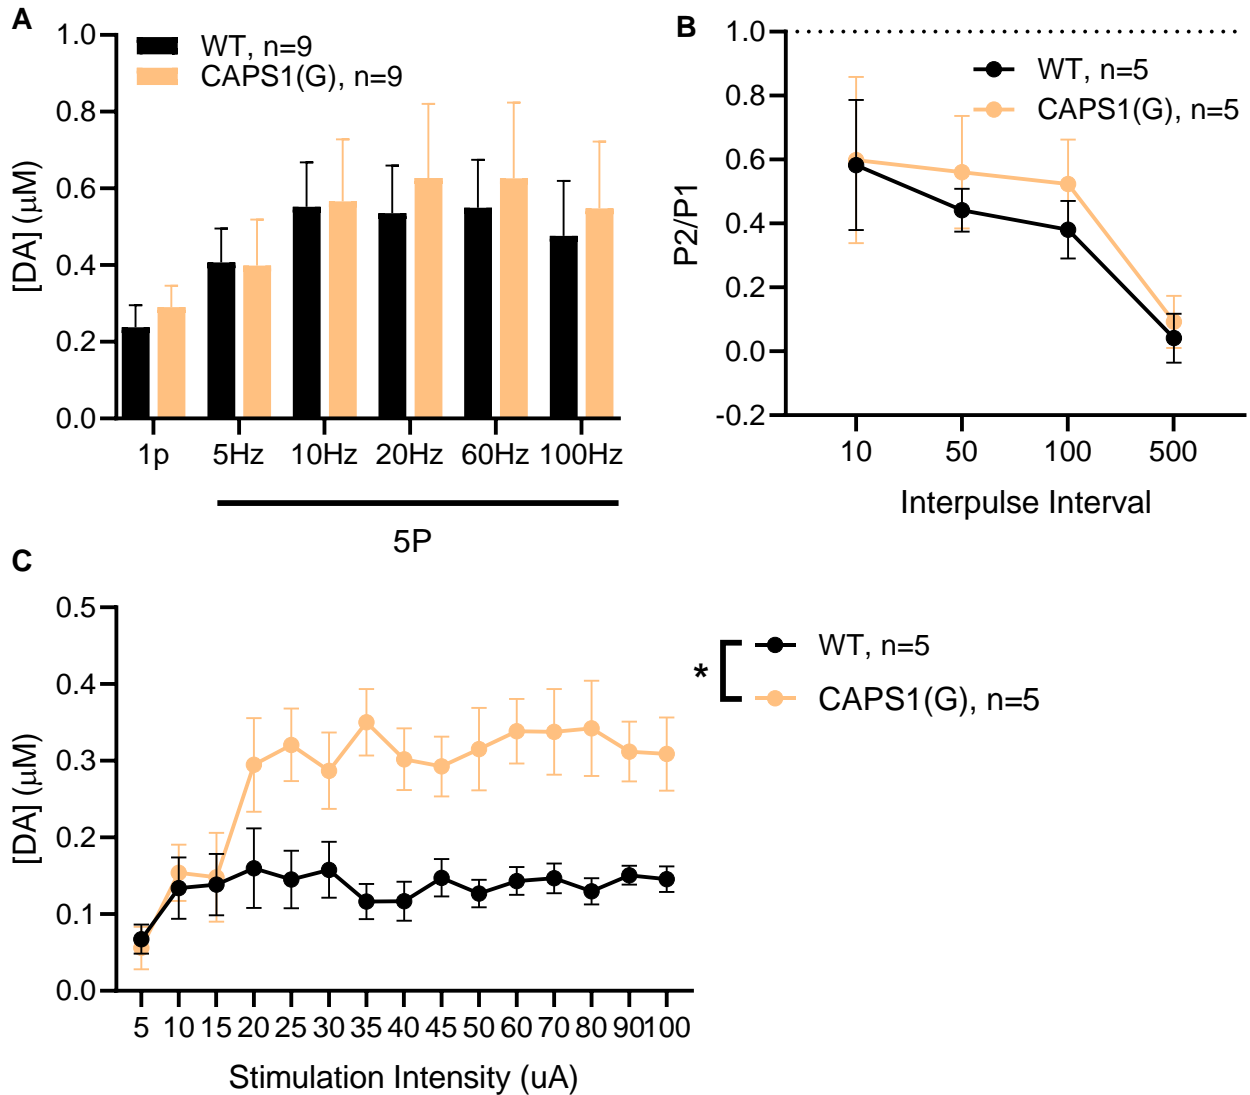 A
WT, n=9
CAPS1(G), n=9
[DA] (μM)
1.0
0.8
0.6
0.4
0.2
0.0
1p 5Hz 10Hz 20Hz 60Hz 100Hz
5P
B
WT, n=5
CAPS1(G), n=5
P2/P1
1.0
0.8
0.6
0.4
0.2
0.0
-0.2
10 50 100 500
Interpulse Interval
C
[DA] (μM)
0.5
0.4
0.3
0.2
0.1
0.0
5 10 15 20 25 30 35 40 45 50 60 70 80 90 100
Stimulation Intensity (uA)
*
WT, n=5
CAPS1(G), n=5